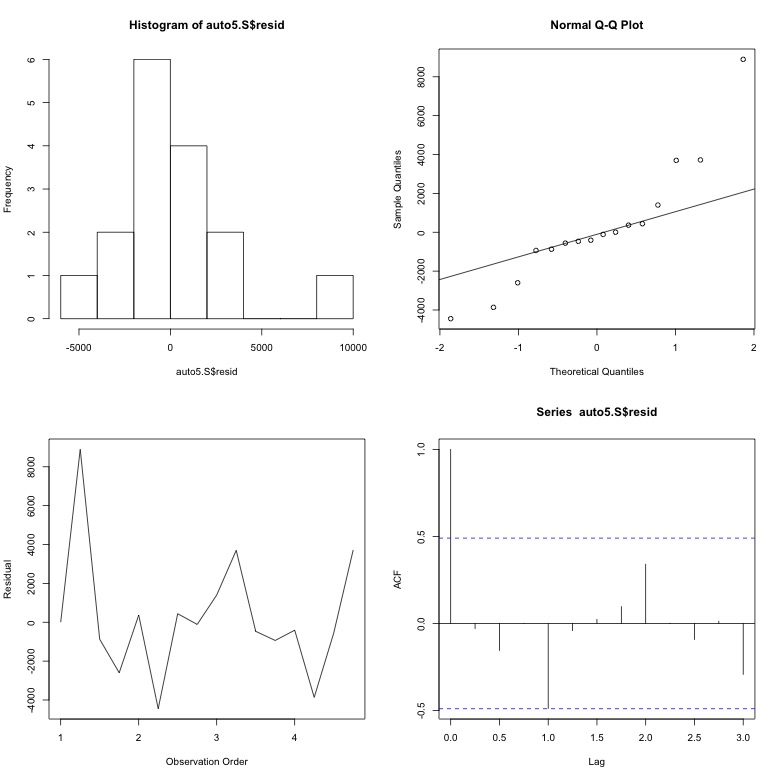 Histogram of auto5.S$resid
Frequency
0 1 2 3 4 5 6
-5000 0 5000 10000
auto5.S$resid
Normal Q-Q Plot
Sample Quantiles
-4000 -2000 0 2000 4000 6000 8000
-2 -1 0 1 2
Theoretical Quantiles
Residual
-4000 -2000 0 2000 4000 6000 8000
1 2 3 4
Observation Order
Series auto5.S$resid
ACF
-0.5 0.0 0.5 1.0
0.0 0.5 1.0 1.5 2.0 2.5 3.0
Lag